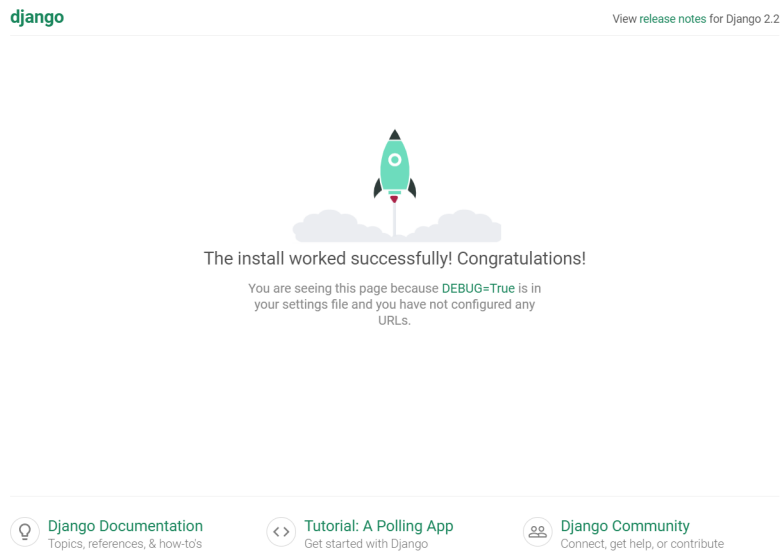 django
View release notes for Django 2.2
The install worked successfully! Congratulations!
You are seeing this page because DEBUG=True is in
your settings file and you have not configured any
URLs.
Django Documentation
Topics, references, & how-to's
Tutorial: A Polling App
Get started with Django
Django Community
Connect, get help, or contribute